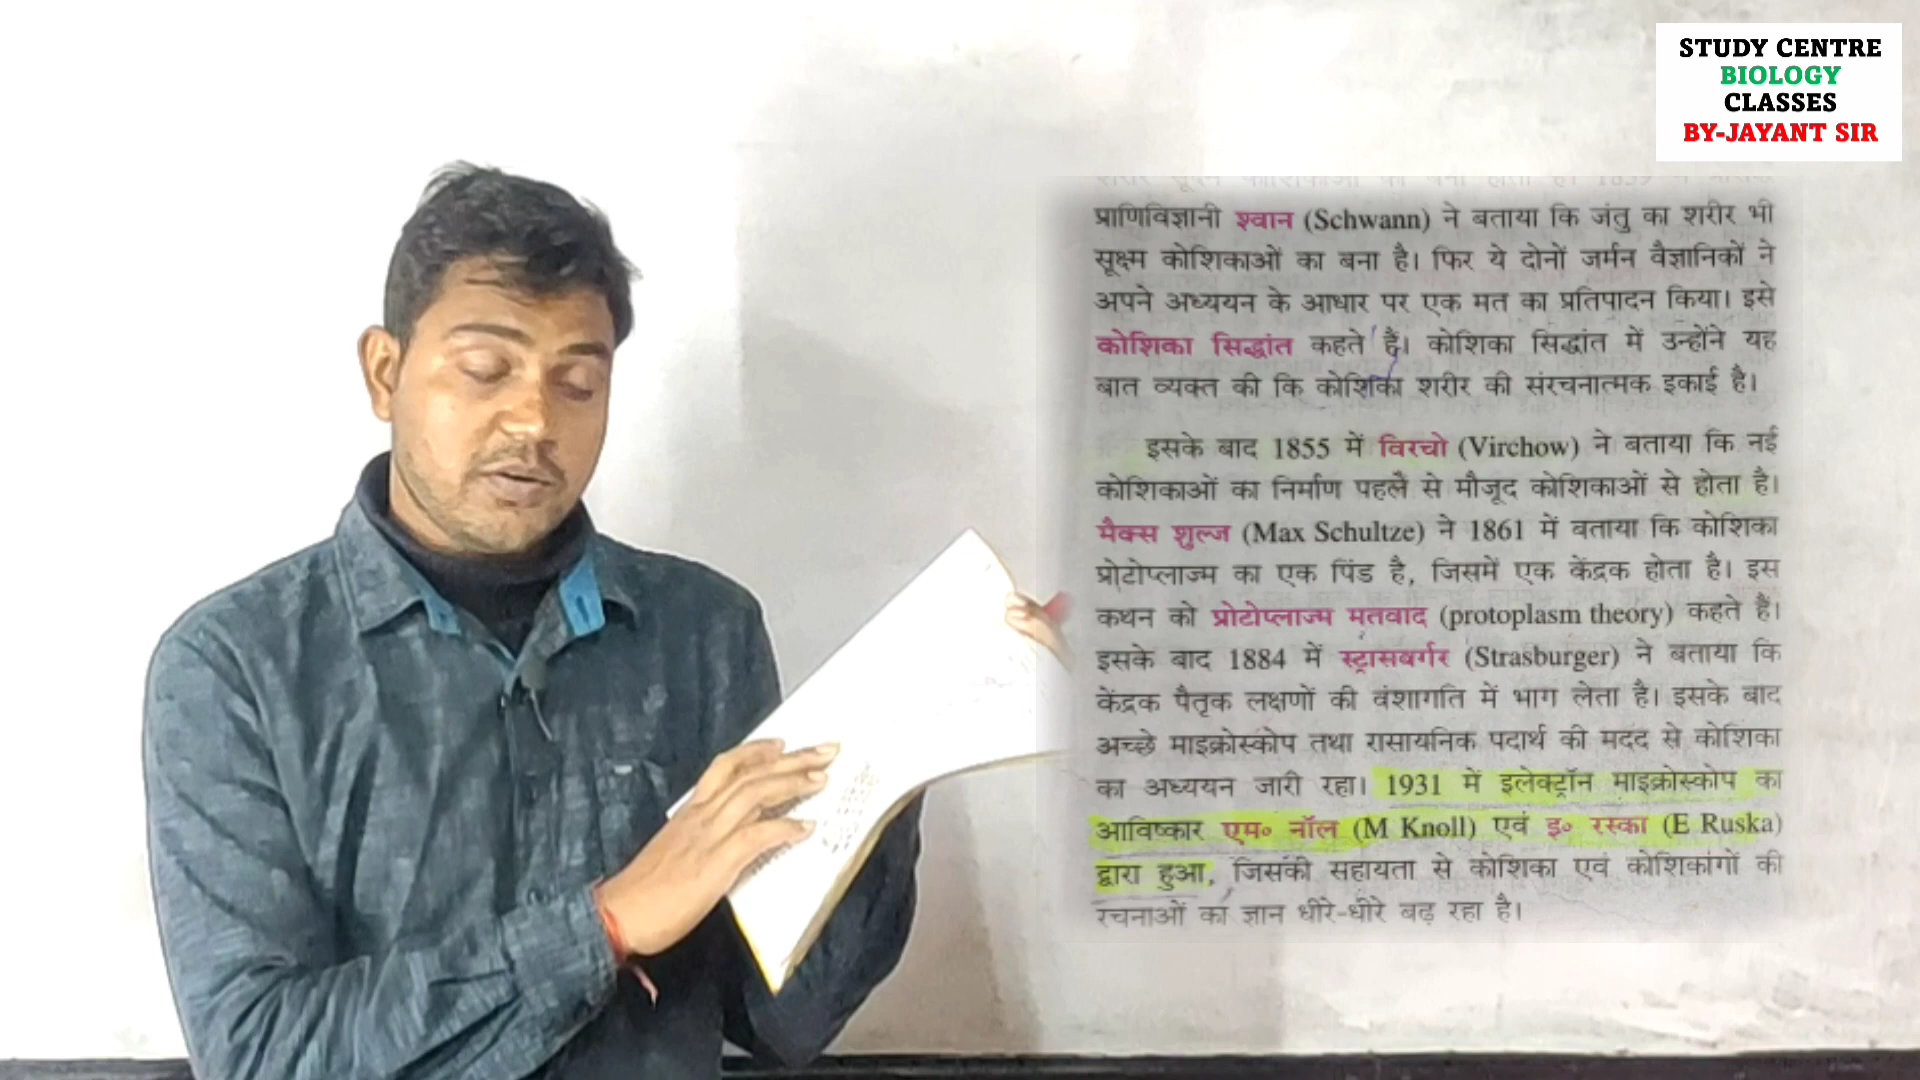 STUDY CENTRE
BIOLOGY
CLASSES
BY-JAYANT SIR
प्राणिविज्ञानी श्वान (Schwann) ने बताया कि जंतु का शरीर भी
सूक्ष्म कोशिकाओं का बना है। फिर ये दोनों जर्मन वैज्ञानिकों ने
अपने अध्ययन के आधार पर एक मत का प्रतिपादन किया। इसे
कोशिका सिद्धांत कहते हैं। कोशिका सिद्धांत में उन्होंने यह
बात व्यक्त की कि कोशिका शरीर की संरचनात्मक इकाई है।
इसके बाद 1855 में विरचो (Virchow) ने बताया कि नई
कोशिकाओं का निर्माण पहले से मौजूद कोशिकाओं से होता है।
मैक्स शुल्ज (Max Schultze) ने 1861 में बताया कि कोशिका
प्रोटोप्लाज्म का एक पिंड है, जिसमें एक केंद्रक होता है। इस
कथन को प्रोटोप्लाज्म मतवाद (protoplasm theory) कहते हैं।
इसके बाद 1884 में स्ट्रासबर्गर (Strasburger) ने बताया कि
केंद्रक पैतृक लक्षणों की वंशागति में भाग लेता है। इसके बाद
अच्छे माइक्रोस्कोप तथा रासायनिक पदार्थ की मदद से कोशिका
का अध्ययन जारी रहा। 1931 में इलेक्ट्रॉन माइक्रोस्कोप का
आविष्कार एम॰ नॉल (M Knoll) एवं इ॰ रस्का (E Ruska)
द्वारा हुआ, जिसकी सहायता से कोशिका एवं कोशिकांगों की
रचनाओं का ज्ञान धीरे-धीरे बढ़ रहा है।